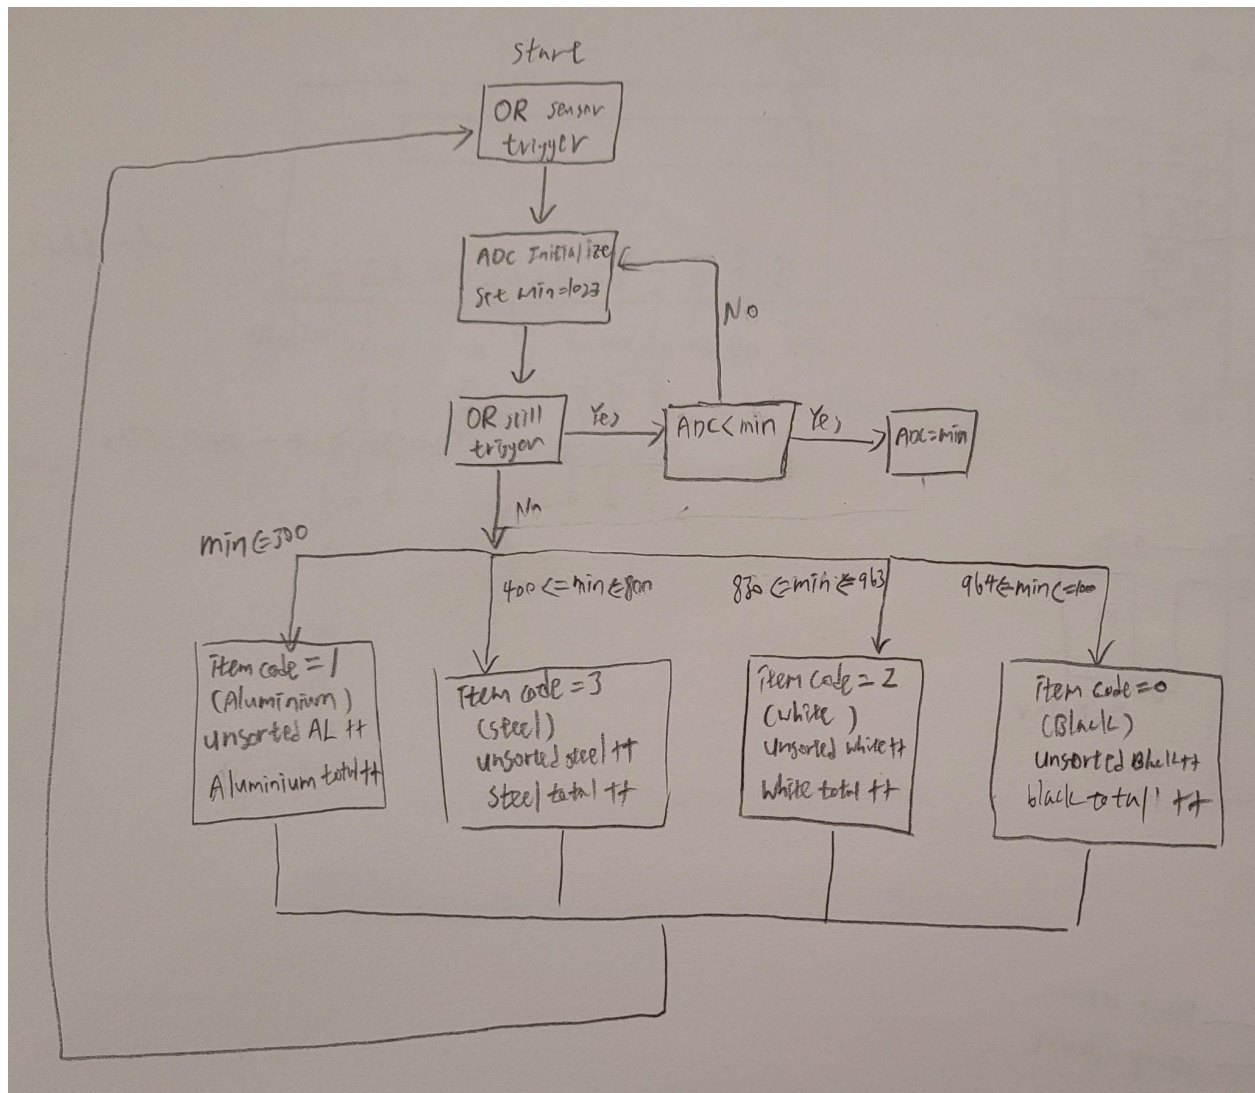 Start
OR sensor
trigger
ADC Initialize
Set Min=1023
No
OR still
trigger
Yes
ADC<min
Yes
ADC=min
No
min<=300
400<=min<=800
830<=min<=963
964<=min<=100
item code = 1
(Aluminium)
unsorted AL ++
Aluminium total ++
item code = 3
(steel)
unsorted steel ++
steel total ++
item code = 2
(white)
unsorted white ++
white total ++
item code = 0
(Black)
unsorted Black ++
black total ++